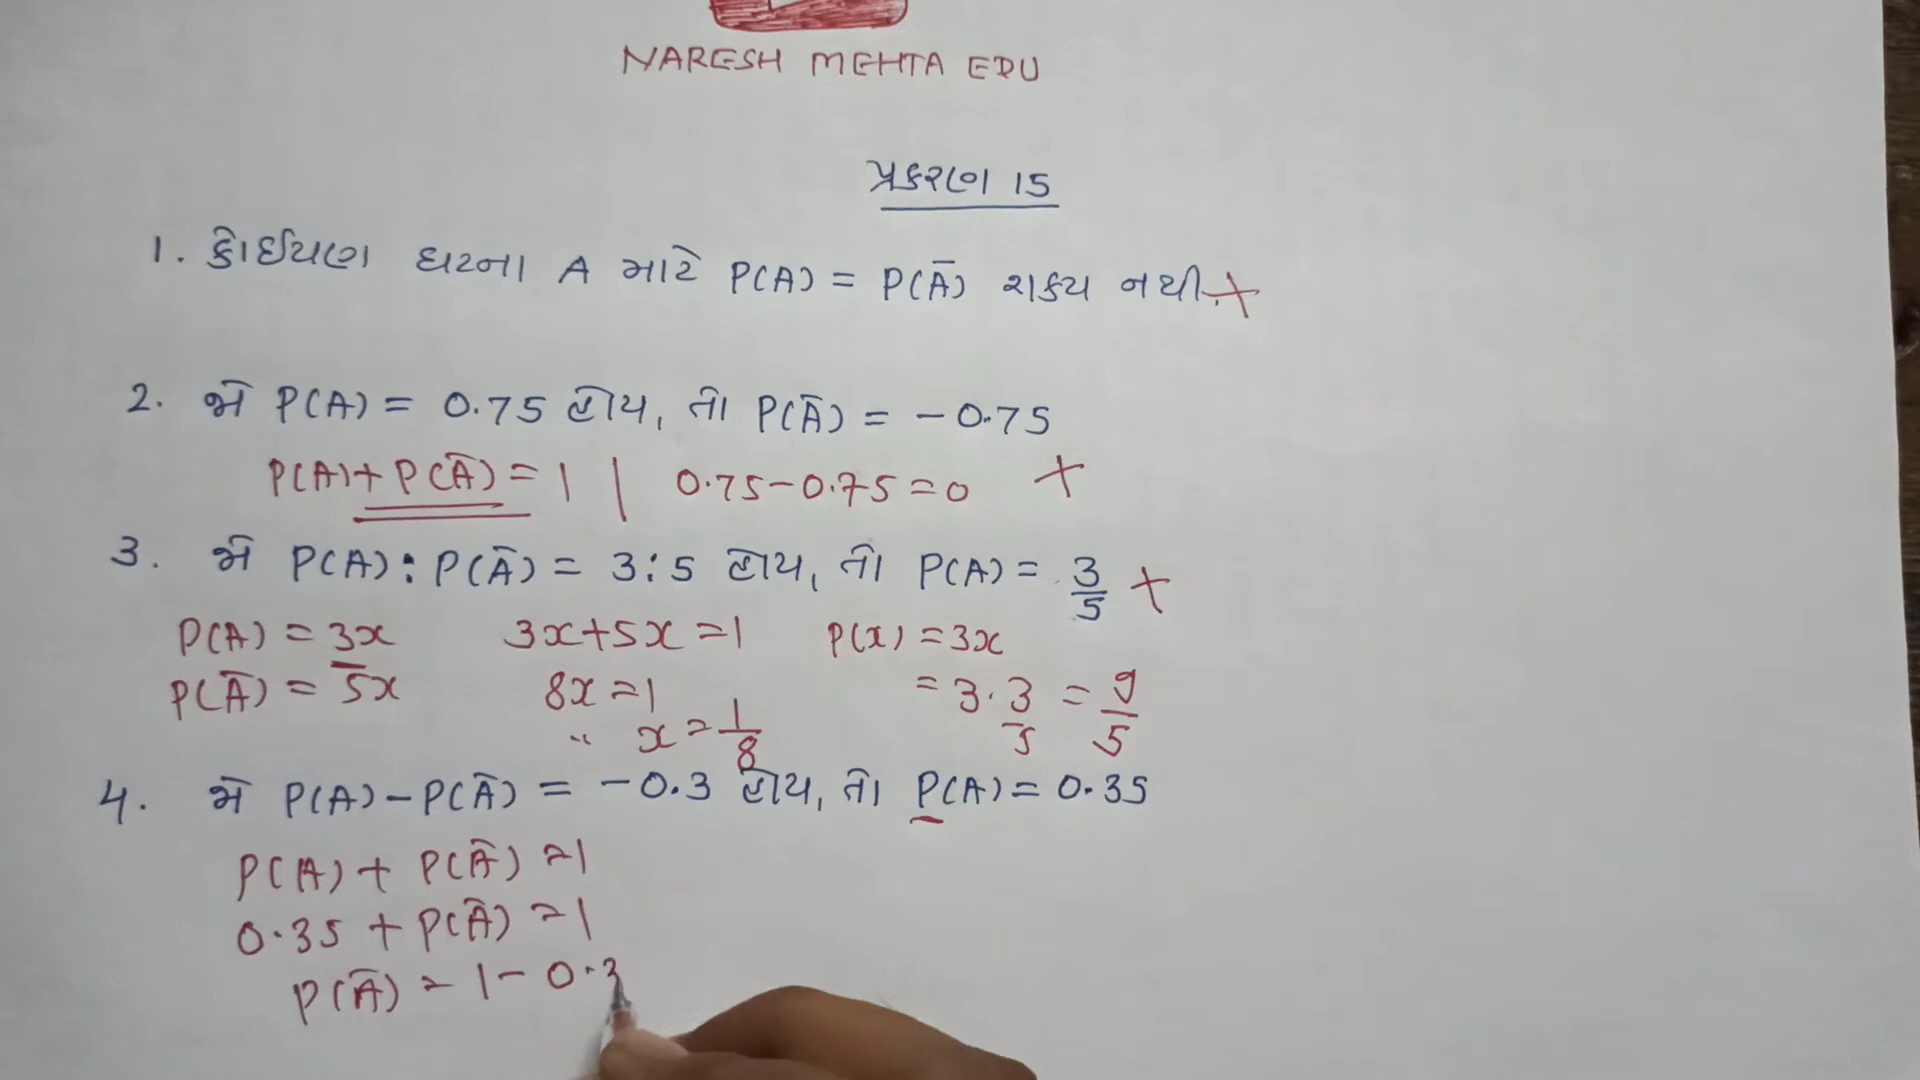 NARESH MEHTA EDU
પ્રકરણ 15
1. કોઈપણ ઘટના A માટે P(A) = P(Ā) શક્ય નથી. ×
2. જો P(A) = 0.75 હોય, તો P(Ā) = -0.75
P(A) + P(Ā) = 1 | 0.75 - 0.75 = 0 ×
3. જો P(A) : P(Ā) = 3 : 5 હોય, તો P(A) = 3/5 ×
P(A) = 3x 3x + 5x = 1 P(x) = 3x
P(Ā) = 5x 8x = 1 = 3 · 3/5 = 9/5
" x = 1/8
4. જો P(A) - P(Ā) = -0.3 હોય, તો P(A) = 0.35
P(A) + P(Ā) = 1
0.35 + P(Ā) = 1
P(Ā) = 1 - 0.3